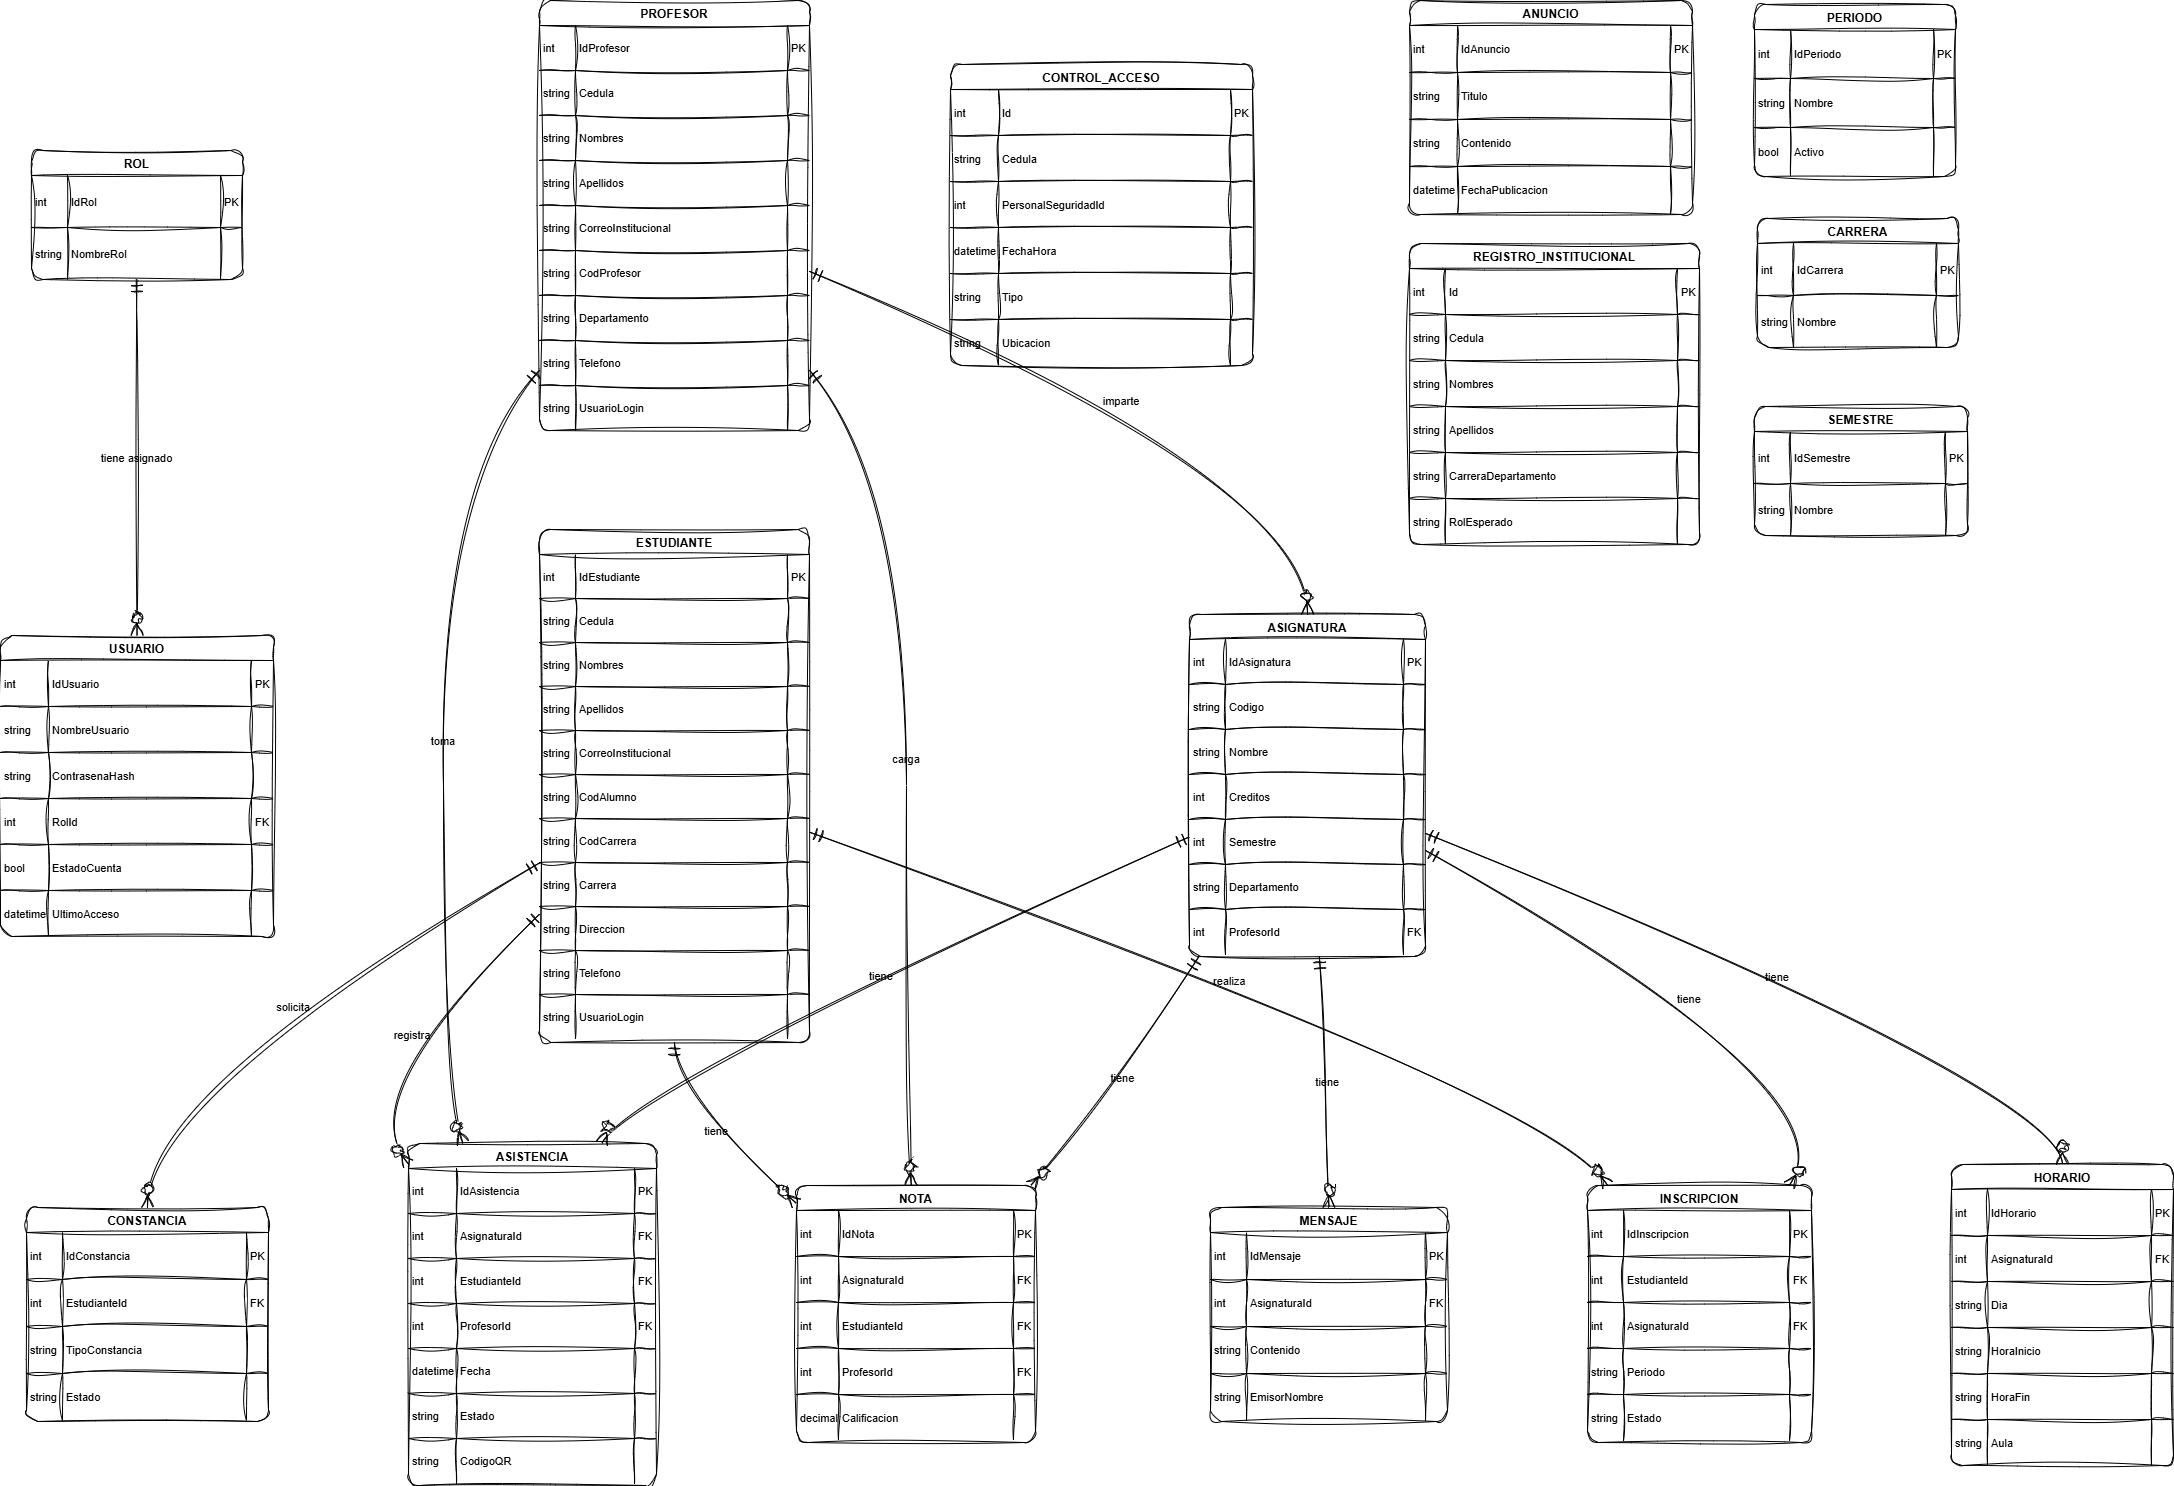 PROFESOR
int IdProfesor PK
string Cedula
string Nombres
string Apellidos
string CorreoInstitucional
string CodProfesor
string Departamento
string Telefono
string UsuarioLogin
CONTROL_ACCESO
int Id PK
string Cedula
int PersonalSeguridadId
datetime FechaHora
string Tipo
string Ubicacion
ANUNCIO
int IdAnuncio PK
string Titulo
string Contenido
datetime FechaPublicacion
PERIODO
int IdPeriodo PK
string Nombre
bool Activo
ROL
int IdRol PK
string NombreRol
REGISTRO_INSTITUCIONAL
int Id PK
string Cedula
string Nombres
string Apellidos
string CarreraDepartamento
string RolEsperado
CARRERA
int IdCarrera PK
string Nombre
SEMESTRE
int IdSemestre PK
string Nombre
imparte
tiene asignado
USUARIO
int IdUsuario PK
string NombreUsuario
string ContrasenaHash
int RolId FK
bool EstadoCuenta
datetime UltimoAcceso
toma
ESTUDIANTE
int IdEstudiante PK
string Cedula
string Nombres
string Apellidos
string CorreoInstitucional
string CodAlumno
string CodCarrera
string Carrera
string Direccion
string Telefono
string UsuarioLogin
carga
ASIGNATURA
int IdAsignatura PK
string Codigo
string Nombre
int Creditos
int Semestre
string Departamento
int ProfesorId FK
solicita
registra
tiene
tiene
realiza
tiene
tiene
tiene
tiene
CONSTANCIA
int IdConstancia PK
int EstudianteId FK
string TipoConstancia
string Estado
ASISTENCIA
int IdAsistencia PK
int AsignaturaId FK
int EstudianteId FK
int ProfesorId FK
datetime Fecha
string Estado
string CodigoQR
NOTA
int IdNota PK
int AsignaturaId FK
int EstudianteId FK
int ProfesorId FK
decimal Calificacion
MENSAJE
int IdMensaje PK
int AsignaturaId FK
string Contenido
string EmisorNombre
INSCRIPCION
int IdInscripcion PK
int EstudianteId FK
int AsignaturaId FK
string Periodo
string Estado
HORARIO
int IdHorario PK
int AsignaturaId FK
string Dia
string HoraInicio
string HoraFin
string Aula